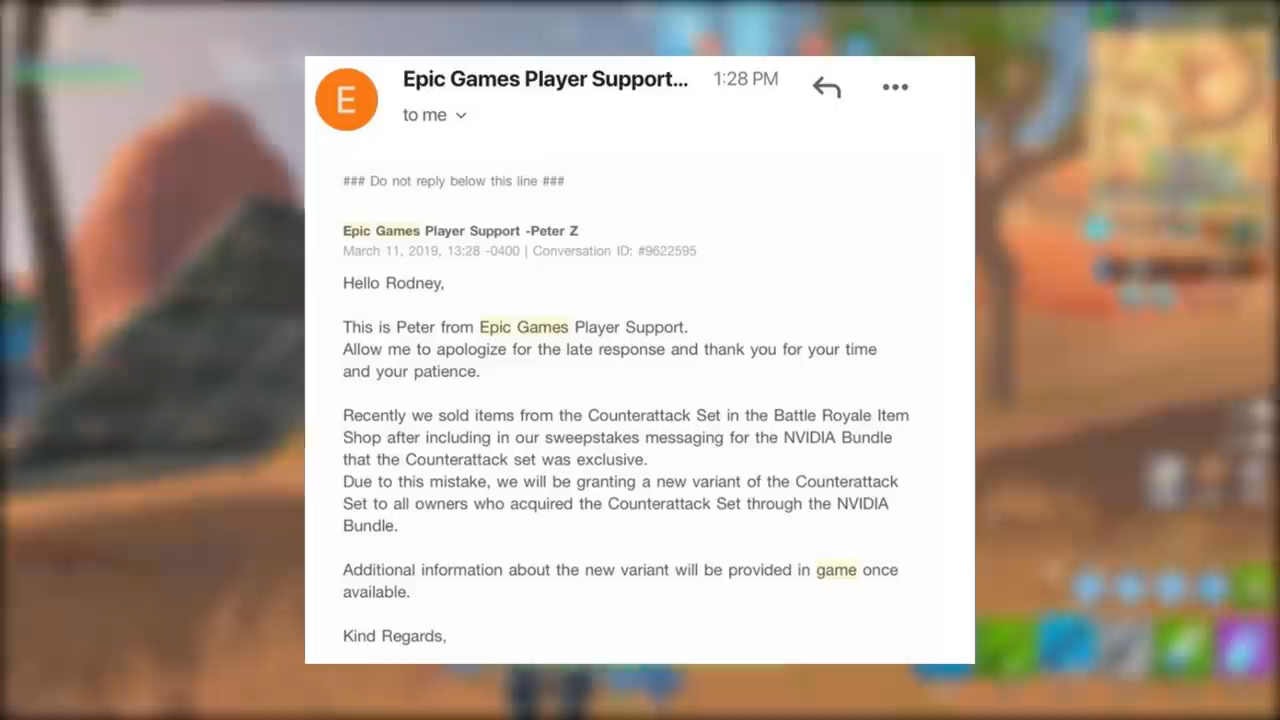 Epic Games Player Support...
1:28 PM
E
to me
### Do not reply below this line ###
Epic Games Player Support -Peter Z
March 11, 2019, 13:28 -0400 | Conversation ID: #9622595
Hello Rodney,
This is Peter from Epic Games Player Support.
Allow me to apologize for the late response and thank you for your time
and your patience.
Recently we sold items from the Counterattack Set in the Battle Royale Item
Shop after including in our sweepstakes messaging for the NVIDIA Bundle
that the Counterattack set was exclusive.
Due to this mistake, we will be granting a new variant of the Counterattack
Set to all owners who acquired the Counterattack Set through the NVIDIA
Bundle.
Additional information about the new variant will be provided in game once
available.
Kind Regards,